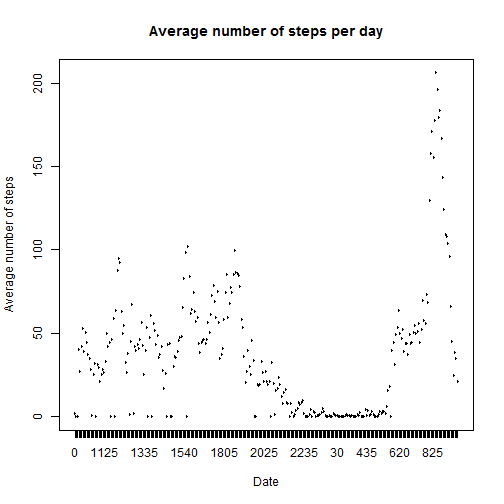 Average number of steps per day
Average number of steps
200
150
100
50
0
0 1125 1335 1540 1805 2025 2235 30 435 620 825
Date